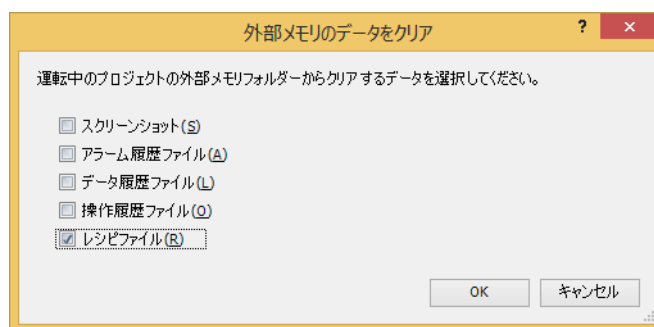 外部メモリのデータをクリア
? ×
運転中のプロジェクトの外部メモリフォルダーからクリアするデータを選択してください。
スクリーンショット(S)
アラーム履歴ファイル(A)
データ履歴ファイル(L)
操作履歴ファイル(O)
レシピファイル(R)
OK キャンセル